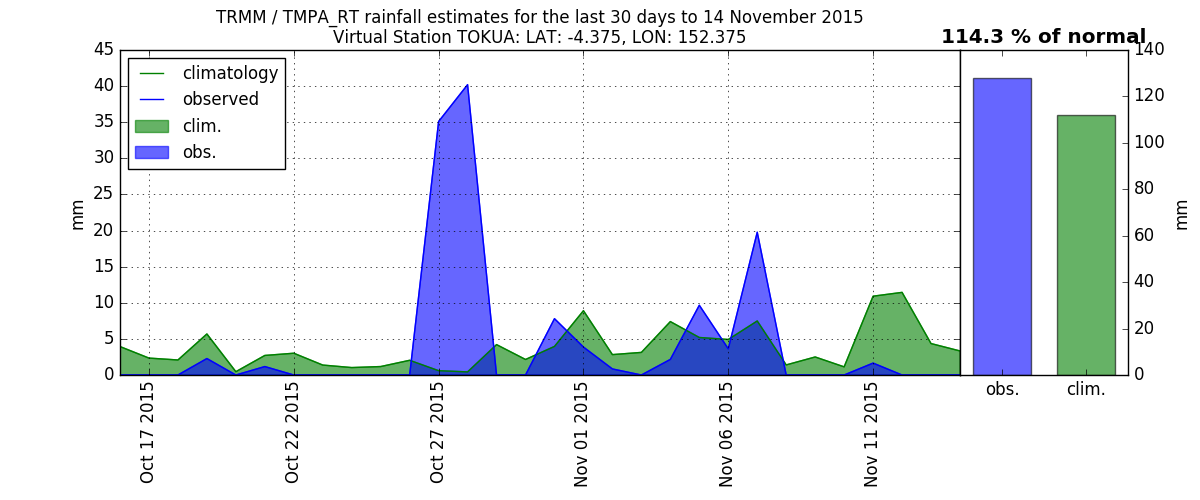 TRMM / TMPA_RT rainfall estimates for the last 30 days to 14 November 2015
Virtual Station TOKUA: LAT: -4.375, LON: 152.375
114.3 % of normal
climatology
observed
clim.
obs.
mm
45
40
35
30
25
20
15
10
5
0
Oct 17 2015
Oct 22 2015
Oct 27 2015
Nov 01 2015
Nov 06 2015
Nov 11 2015
140
120
100
80
60
40
20
0
mm
obs.
clim.